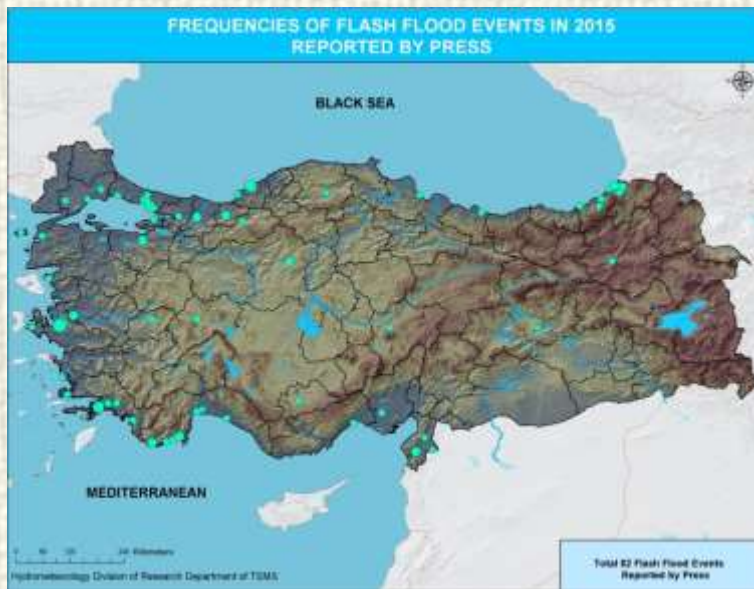 FREQUENCIES OF FLASH FLOOD EVENTS IN 2015
REPORTED BY PRESS
BLACK SEA
MEDITERRANEAN
Kilometers
Hydrometeorology Division of Research Department of TSMS
Total 82 Flash Flood Events
Reported by Press